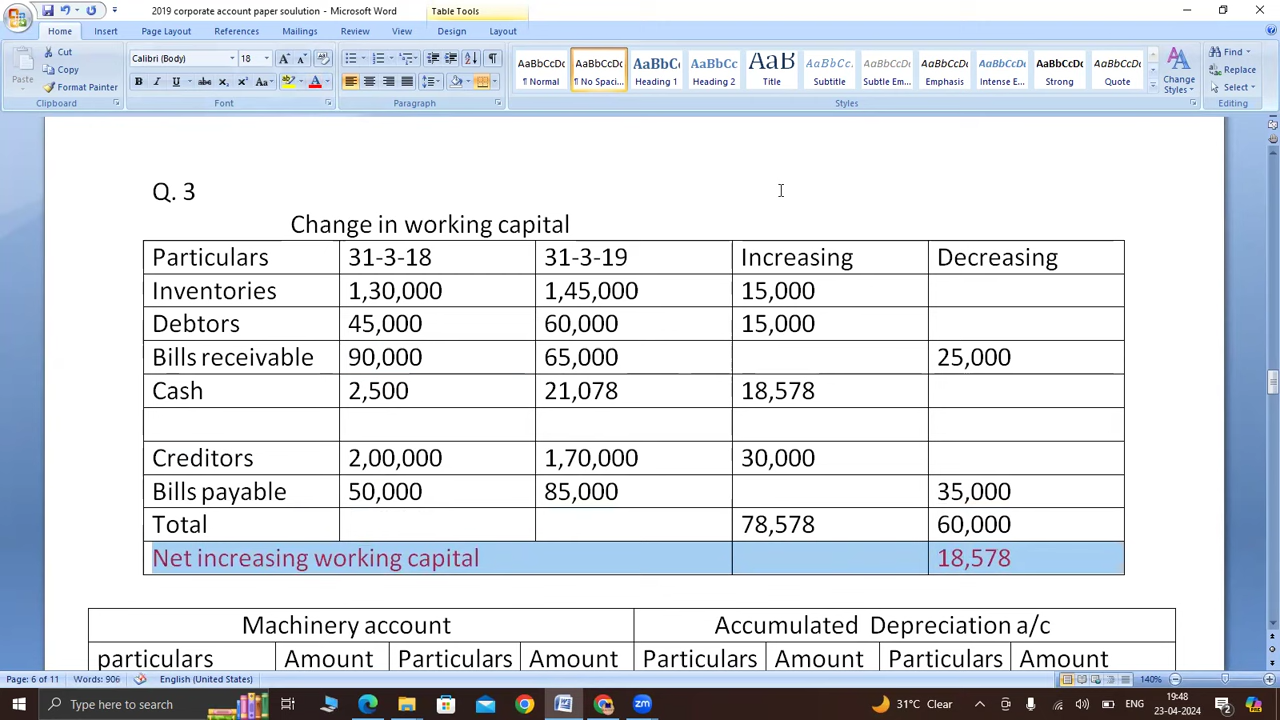 2019 corporate account paper soulution - Microsoft Word
Table Tools
Home Insert Page Layout References Mailings Review View Design Layout
Paste
Cut
Copy
Format Painter
Clipboard
Calibri (Body) 18
Font
Paragraph
AaBbCcDc AaBbCcDc AaBbCc AaBbCc AaB AaBbCc. AaBbCcDc AaBbCcDc AaBbCcDc AaBbCcDc AaBbCcDc
¶ Normal ¶ No Spaci... Heading 1 Heading 2 Title Subtitle Subtle Em... Emphasis Intense E... Strong Quote
Styles
Change
Styles
Find
Replace
Select
Editing
Q. 3
Change in working capital
Particulars 31-3-18 31-3-19 Increasing Decreasing
Inventories 1,30,000 1,45,000 15,000
Debtors 45,000 60,000 15,000
Bills receivable 90,000 65,000 25,000
Cash 2,500 21,078 18,578
Creditors 2,00,000 1,70,000 30,000
Bills payable 50,000 85,000 35,000
Total 78,578 60,000
Net increasing working capital 18,578
Machinery account Accumulated Depreciation a/c
particulars Amount Particulars Amount Particulars Amount Particulars Amount
Page: 6 of 11 Words: 906 English (United States) 140%
Type here to search
31°C Clear
ENG
19:48
23-04-2024